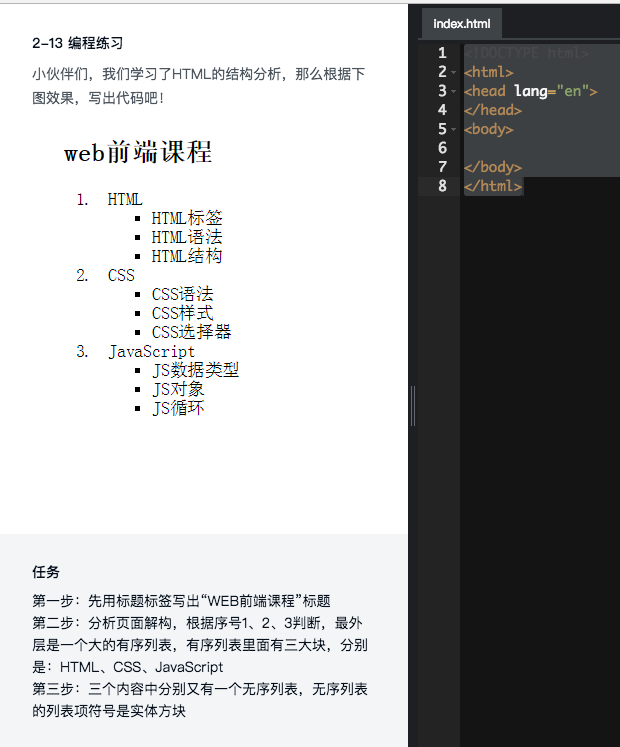 2-13 编程练习
小伙伴们，我们学习了HTML的结构分析，那么根据下
图效果，写出代码吧！
web前端课程
1. HTML
HTML标签
HTML语法
HTML结构
2. CSS
CSS语法
CSS样式
CSS选择器
3. JavaScript
JS数据类型
JS对象
JS循环
任务
第一步：先用标题标签写出“WEB前端课程”标题
第二步：分析页面解构，根据序号1、2、3判断，最外
层是一个大的有序列表，有序列表里面有三大块，分别
是：HTML、CSS、JavaScript
第三步：三个内容中分别又有一个无序列表，无序列表
的列表项符号是实体方块
index.html
1 <!DOCTYPE html>
2 <html>
3 <head lang="en">
4 </head>
5 <body>
6
7 </body>
8 </html>